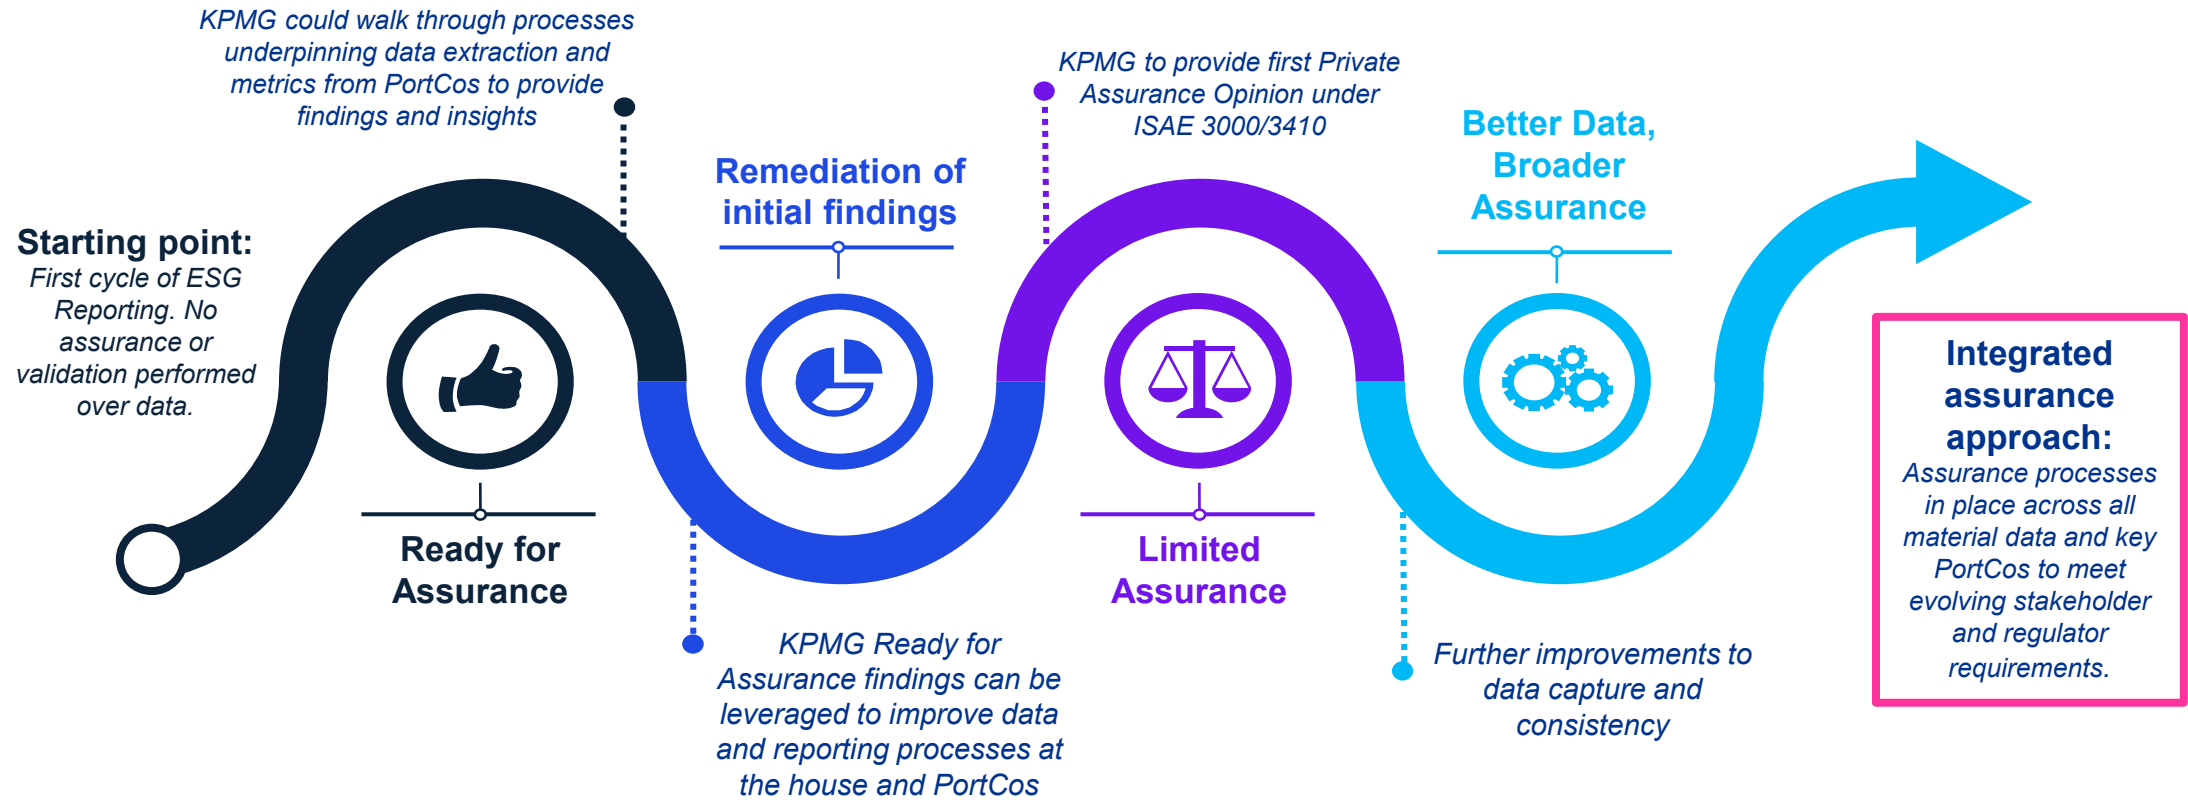 Starting point:
First cycle of ESG
Reporting. No
assurance or
validation performed
over data.
KPMG could walk through processes
underpinning data extraction and
metrics from PortCos to provide
findings and insights
Ready for
Assurance
Remediation of
initial findings
KPMG Ready for
Assurance findings can be
leveraged to improve data
and reporting processes at
the house and PortCos
KPMG to provide first Private
Assurance Opinion under
ISAE 3000/3410
Limited
Assurance
Better Data,
Broader
Assurance
Further improvements to
data capture and
consistency
Integrated
assurance
approach:
Assurance processes
in place across all
material data and key
PortCos to meet
evolving stakeholder
and regulator
requirements.